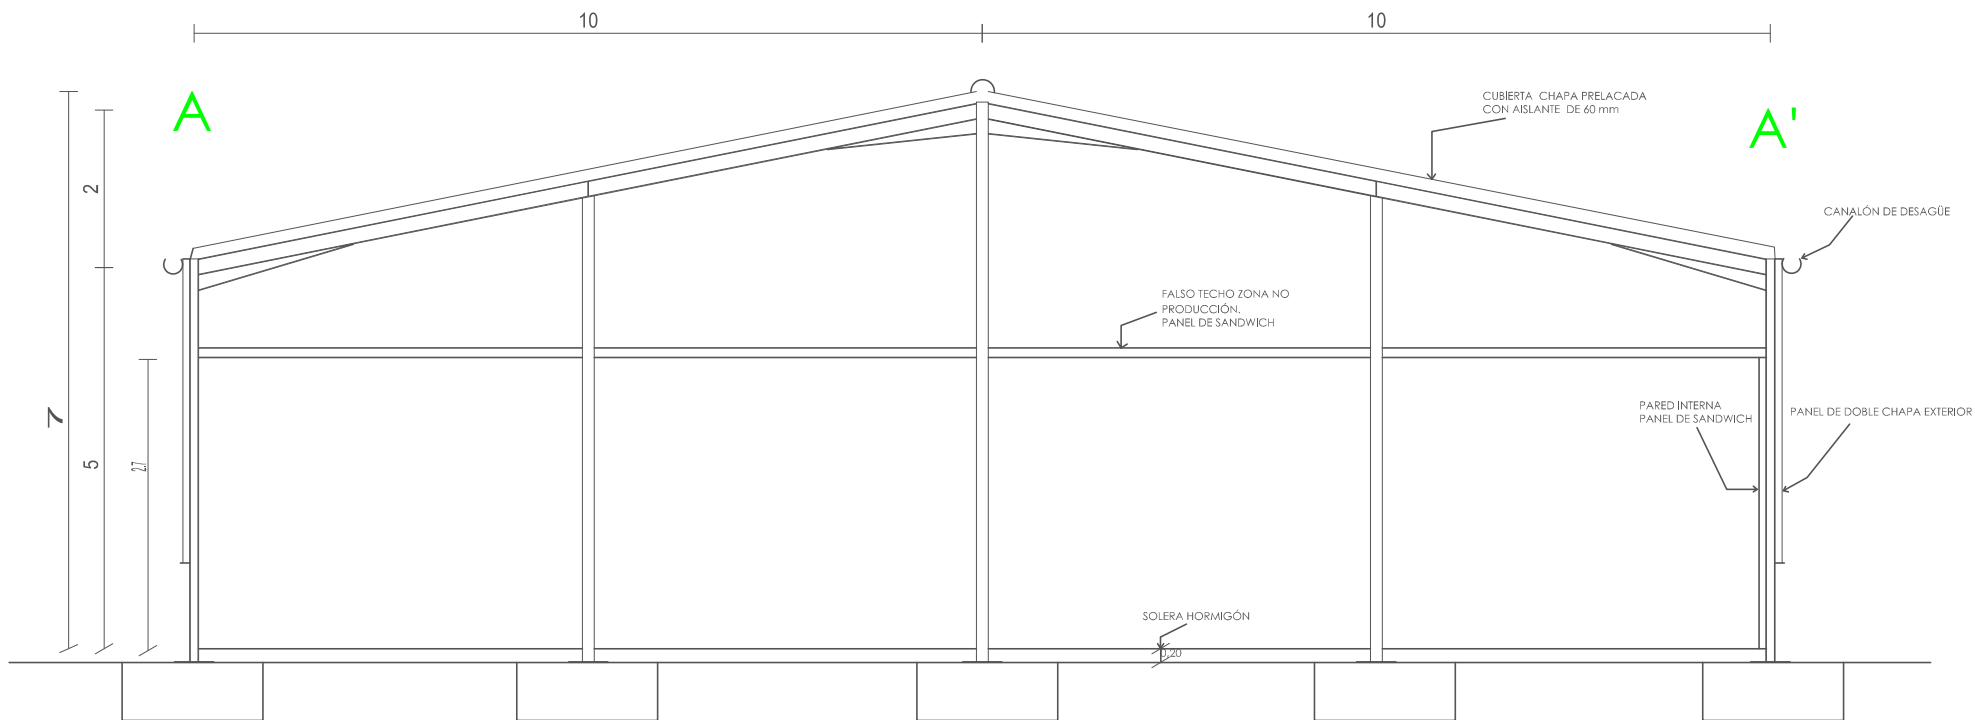 10
10
A
A'
CUBIERTA CHAPA PRELACADA
CON AISLANTE DE 60 mm
2
CANALÓN DE DESAGÜE
FALSO TECHO ZONA NO
PRODUCCIÓN.
PANEL DE SANDWICH
7
5
2.7
PARED INTERNA
PANEL DE SANDWICH
PANEL DE DOBLE CHAPA EXTERIOR
SOLERA HORMIGÓN
0.20